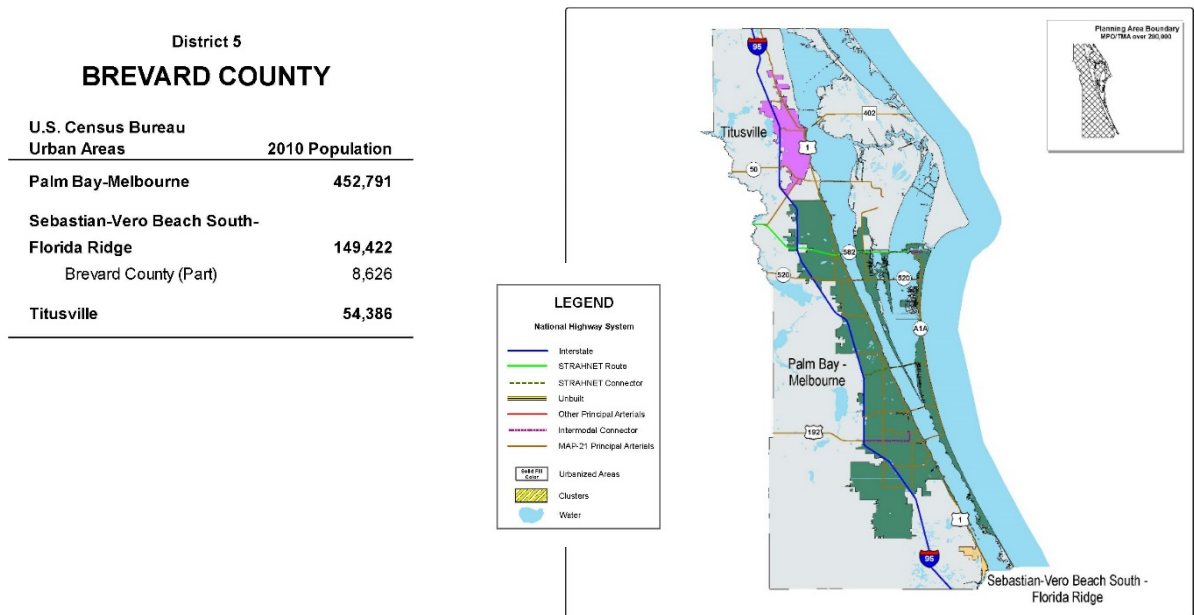 District 5
BREVARD COUNTY
U.S. Census Bureau
Urban Areas 2010 Population
Palm Bay-Melbourne 452,791
Sebastian-Vero Beach South-
Florida Ridge 149,422
Brevard County (Part) 8,626
Titusville 54,386
LEGEND
National Highway System
Interstate
STRAHNET Route
STRAHNET Connector
Unbuilt
Other Principal Arterials
Intermodal Connector
MAP-21 Principal Arterials
Solid Fill
Color
Urbanized Areas
Clusters
Water
Planning Area Boundary
MPO/TMA over 200,000
95
402
Titusville
1
50
582
520
520
A1A
Palm Bay -
Melbourne
192
1
95
Sebastian-Vero Beach South -
Florida Ridge